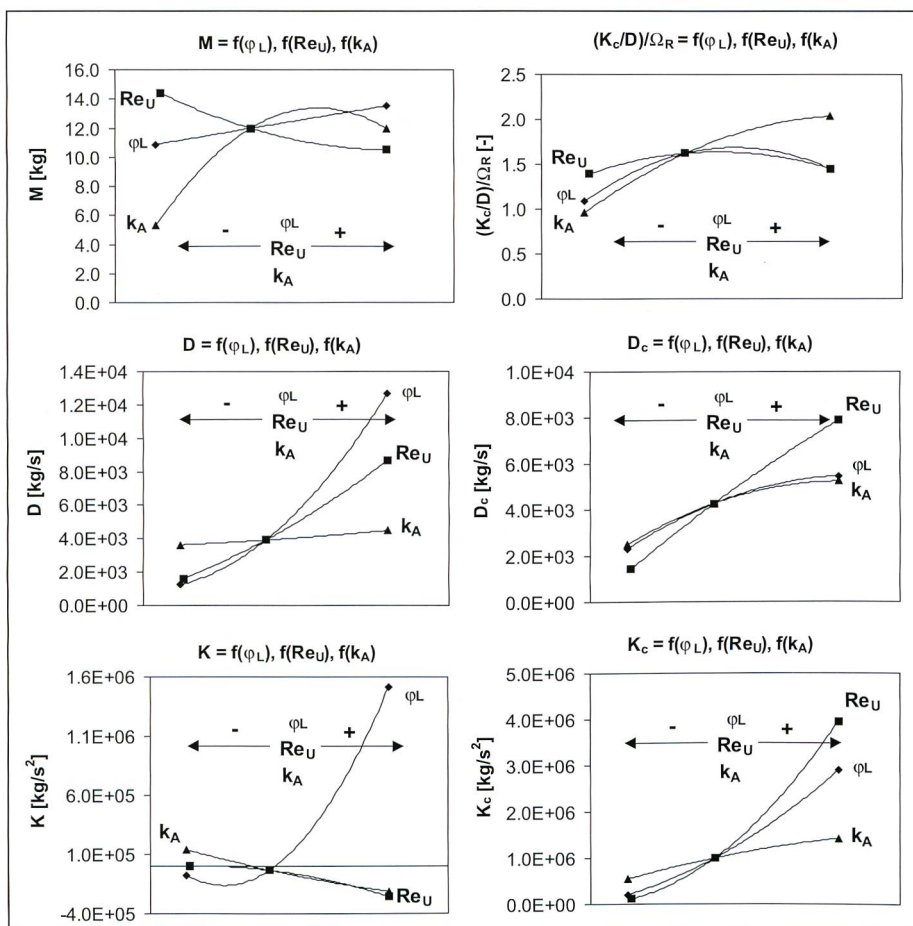 M = f(φL), f(ReU), f(kA)
16.0
14.0
12.0
10.0
8.0
6.0
4.0
2.0
0.0
M [kg]
ReU
φL
kA
- φL +
ReU
kA
(Kc/D)/ΩR = f(φL), f(ReU), f(kA)
2.5
2.0
1.5
1.0
0.5
0.0
(Kc/D)/ΩR [-]
ReU
φL
kA
- φL +
ReU
kA
D = f(φL), f(ReU), f(kA)
1.4E+04
1.2E+04
1.0E+04
8.0E+03
6.0E+03
4.0E+03
2.0E+03
0.0E+00
D [kg/s]
- φL +
ReU
kA
φL
ReU
kA
Dc = f(φL), f(ReU), f(kA)
1.0E+04
8.0E+03
6.0E+03
4.0E+03
2.0E+03
0.0E+00
Dc [kg/s]
- φL +
ReU
kA
ReU
φL
kA
K = f(φL), f(ReU), f(kA)
1.6E+06
1.1E+06
6.0E+05
1.0E+05
-4.0E+05
K [kg/s²]
- φL +
ReU
kA
φL
kA
ReU
Kc = f(φL), f(ReU), f(kA)
5.0E+06
4.0E+06
3.0E+06
2.0E+06
1.0E+06
0.0E+00
Kc [kg/s²]
- φL +
ReU
kA
ReU
φL
kA